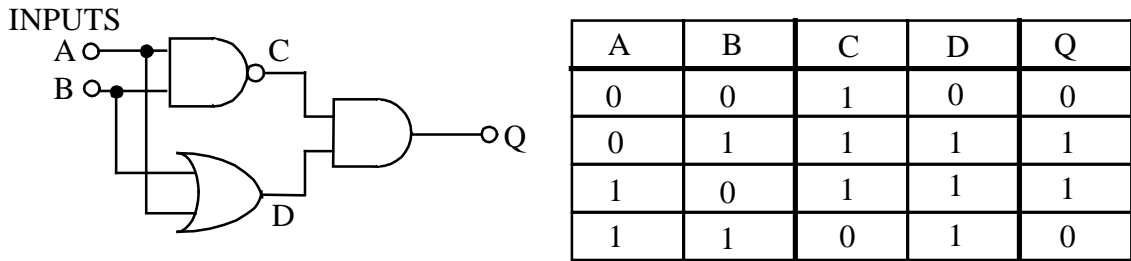 INPUTS
A
B
C
D
Q
A B C D Q
0 0 1 0 0
0 1 1 1 1
1 0 1 1 1
1 1 0 1 0